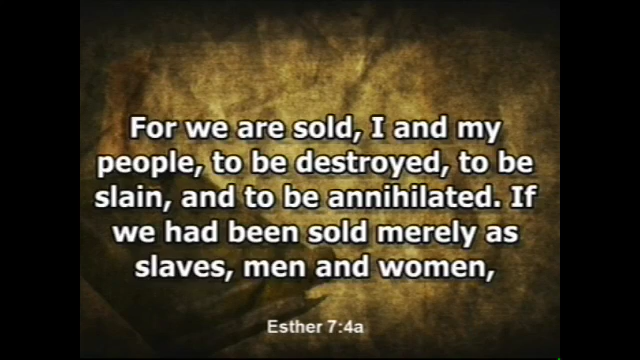 For we are sold, I and my
people, to be destroyed, to be
slain, and to be annihilated. If
we had been sold merely as
slaves, men and women,
Esther 7:4a